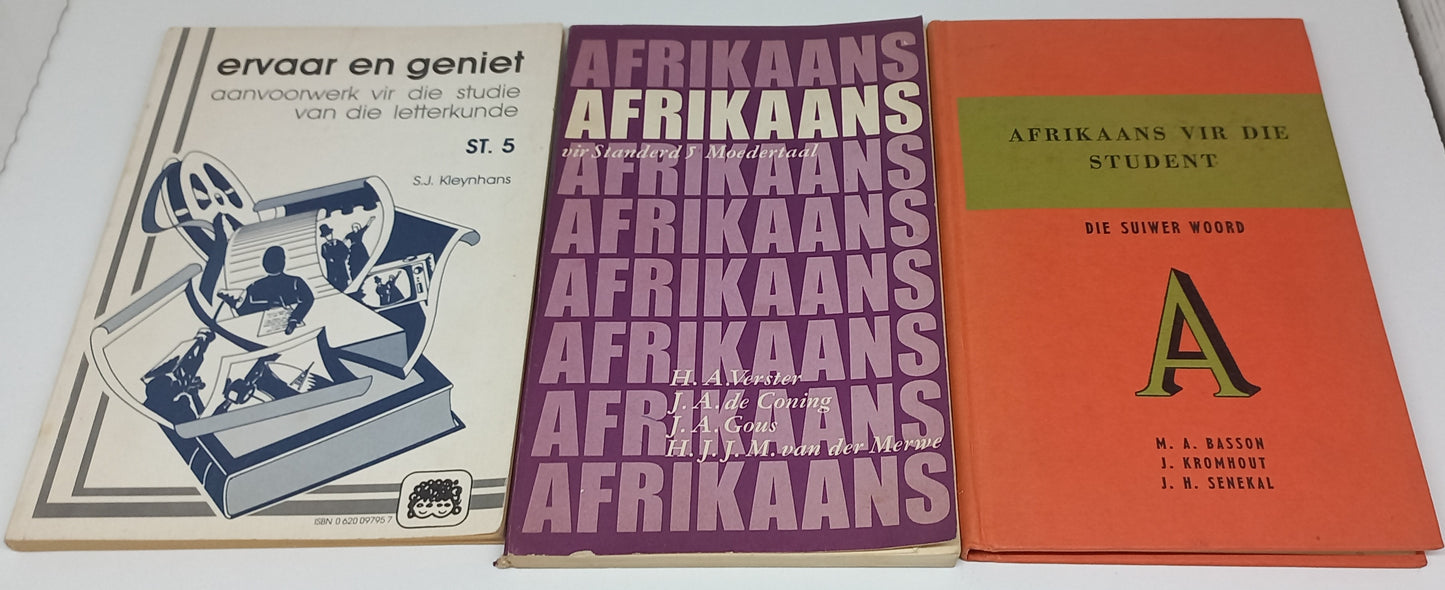 ervaar en geniet
aanvoorwerk vir die studie
van die letterkunde
ST. 5
S.J. Kleynhans
ISBN 0 620 09795 7
AFRIKAANS
AFRIKAANS
vir Standerd 5 Moedertaal
AFRIKAANS
AFRIKAANS
AFRIKAANS
AFRIKAANS
H. A. Verster
J. A. de Coning
AFRIKAANS
J. A. Gous
H. J. J. M. van der Merwe
AFRIKAANS
AFRIKAANS VIR DIE
STUDENT
DIE SUIWER WOORD
A
M. A. BASSON
J. KROMHOUT
J. H. SENEKAL